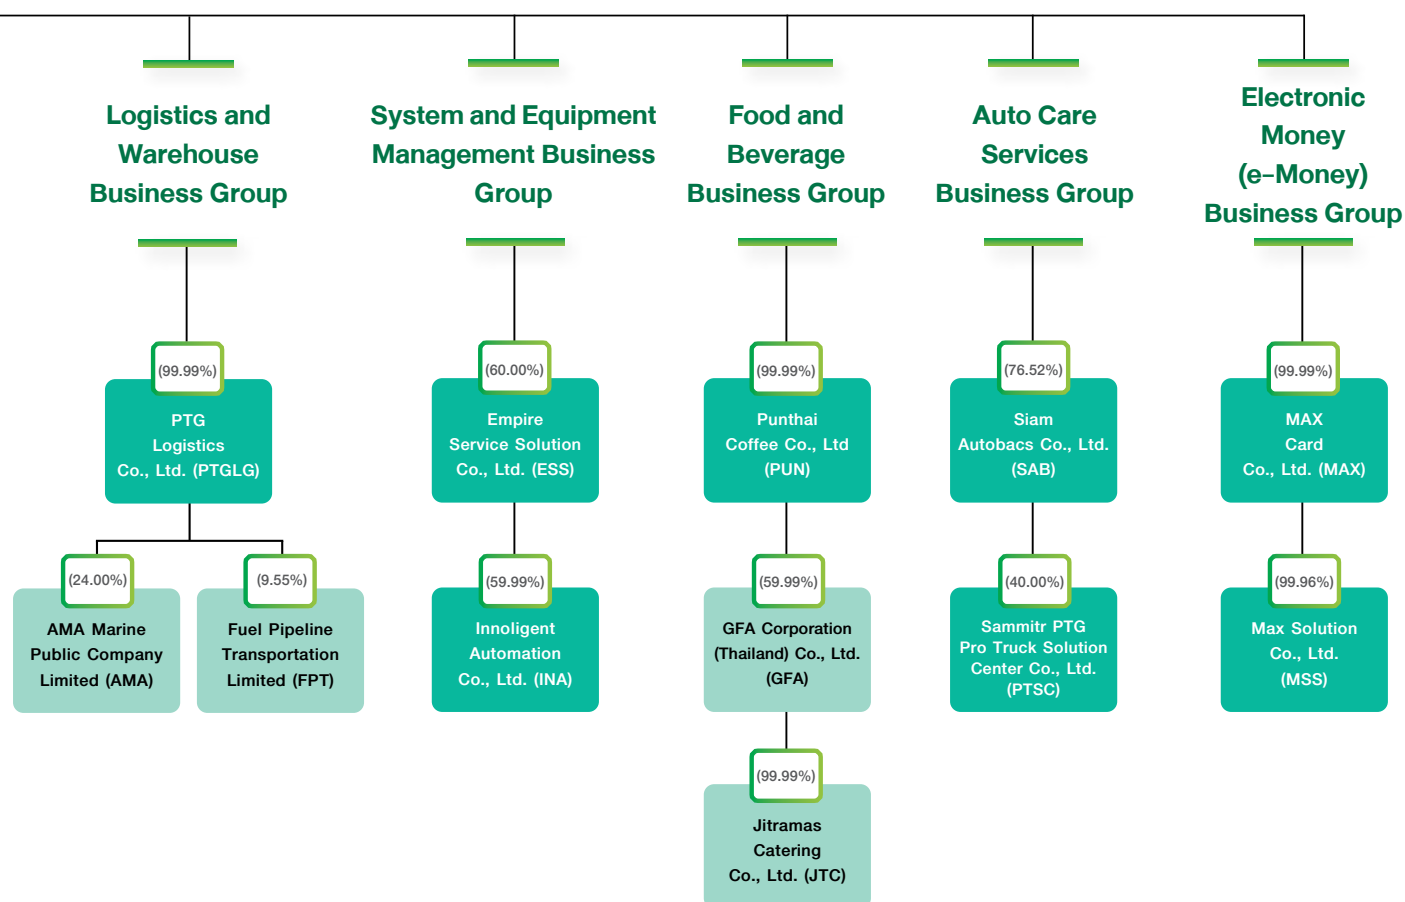 Logistics and
Warehouse
Business Group
System and Equipment
Management Business
Group
Food and
Beverage
Business Group
Auto Care
Services
Business Group
Electronic
Money
(e-Money)
Business Group
(99.99%)
PTG
Logistics
Co., Ltd. (PTGLG)
(24.00%)
AMA Marine
Public Company
Limited (AMA)
(9.55%)
Fuel Pipeline
Transportation
Limited (FPT)
(60.00%)
Empire
Service Solution
Co., Ltd. (ESS)
(59.99%)
Innoligent
Automation
Co., Ltd. (INA)
(99.99%)
Punthai
Coffee Co., Ltd
(PUN)
(59.99%)
GFA Corporation
(Thailand) Co., Ltd.
(GFA)
(99.99%)
Jitramas
Catering
Co., Ltd. (JTC)
(76.52%)
Siam
Autobacs Co., Ltd.
(SAB)
(40.00%)
Sammitr PTG
Pro Truck Solution
Center Co., Ltd.
(PTSC)
(99.99%)
MAX
Card
Co., Ltd. (MAX)
(99.96%)
Max Solution
Co., Ltd.
(MSS)